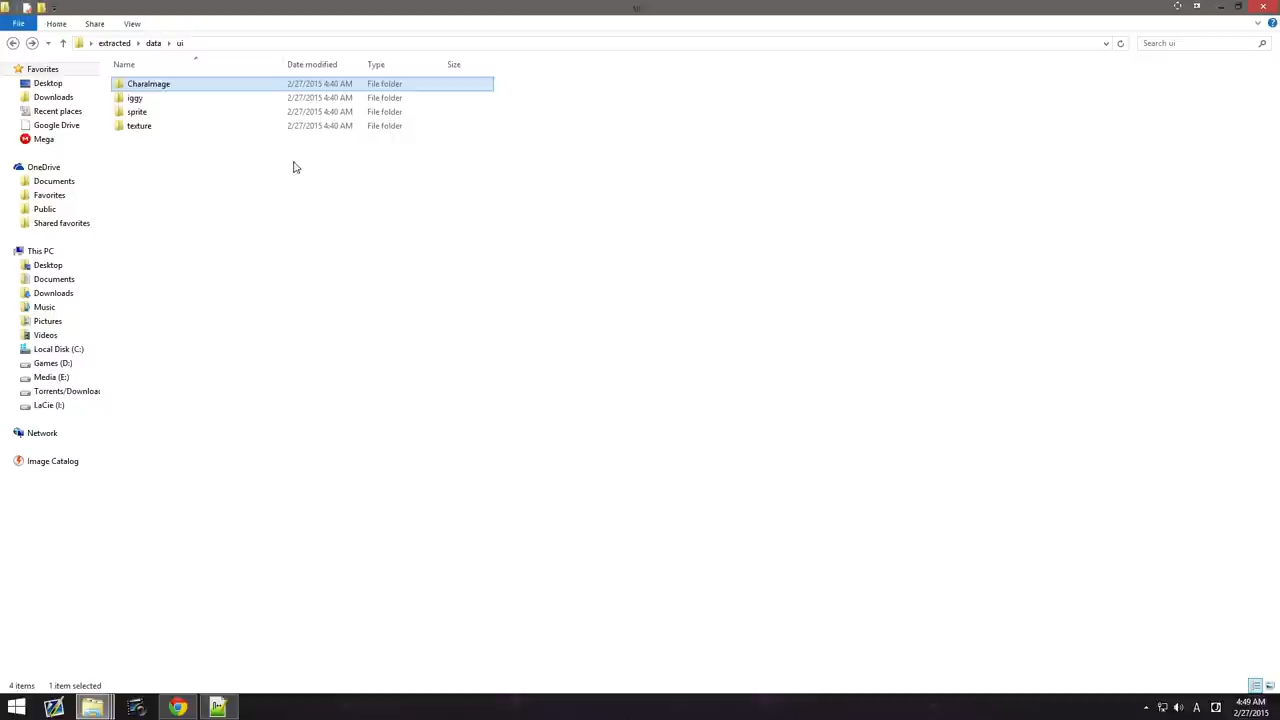 File Home Share View
extracted data ui
Search ui
Name Date modified Type Size
Favorites
Desktop
Downloads
Recent places
Google Drive
Mega
OneDrive
Documents
Favorites
Public
Shared favorites
This PC
Desktop
Documents
Downloads
Music
Pictures
Videos
Local Disk (C:)
Games (D:)
Media (E:)
Torrents/Downloa
LaCie (I:)
Network
Image Catalog
CharaImage 2/27/2015 4:40 AM File folder
iggy 2/27/2015 4:40 AM File folder
sprite 2/27/2015 4:40 AM File folder
texture 2/27/2015 4:40 AM File folder
4 items 1 item selected
A
4:49 AM
2/27/2015